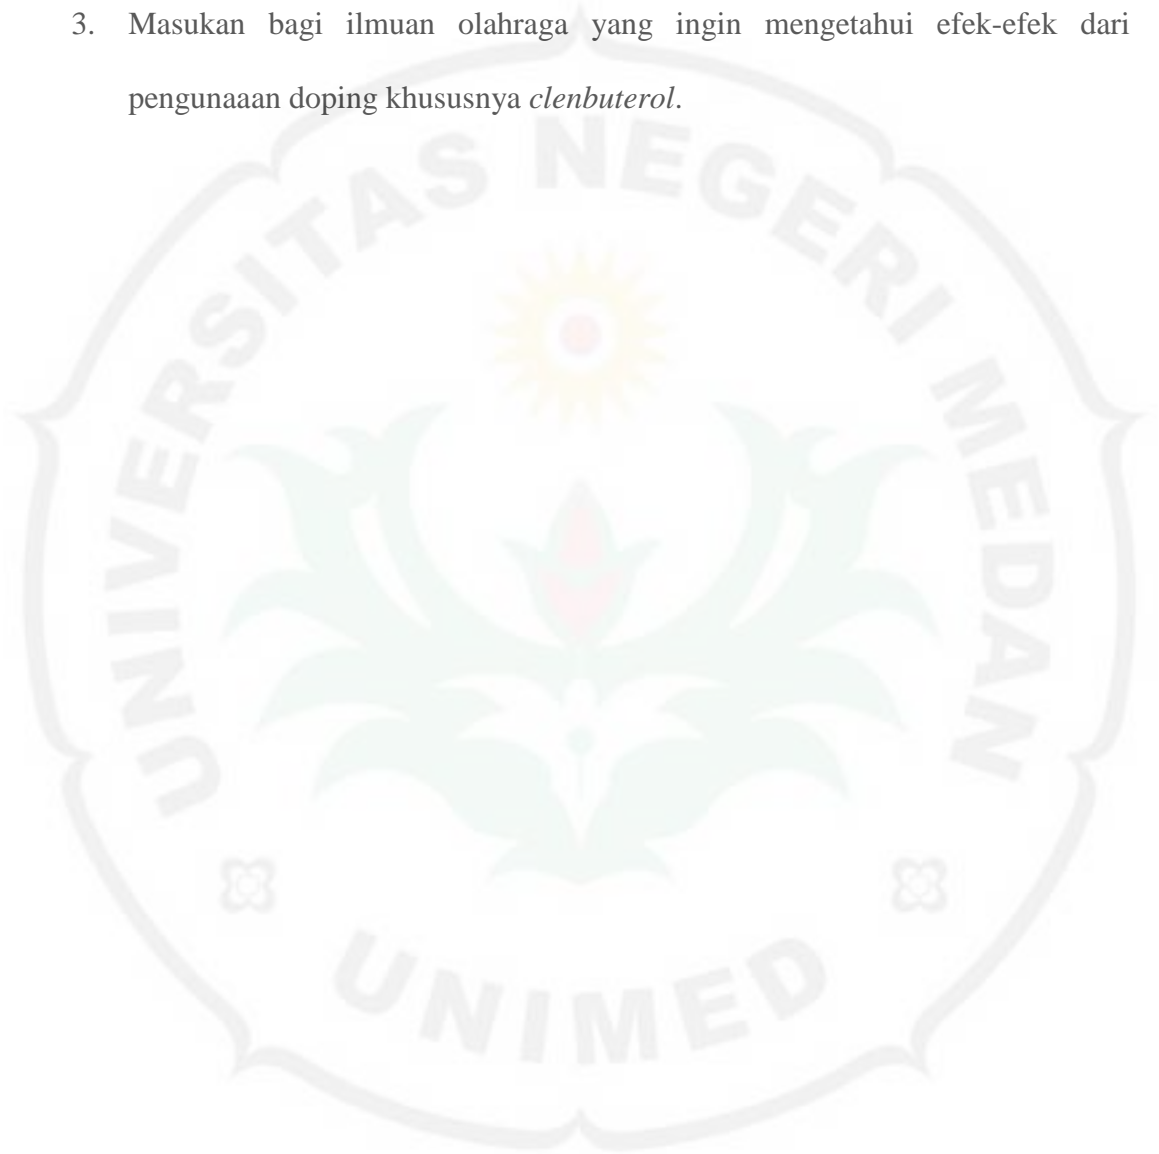 3. Masukan bagi ilmuan olahraga yang ingin mengetahui efek-efek dari
pengunaaan doping khususnya clenbuterol.
UNIVERSITAS NEGERI MEDAN
UNIMED